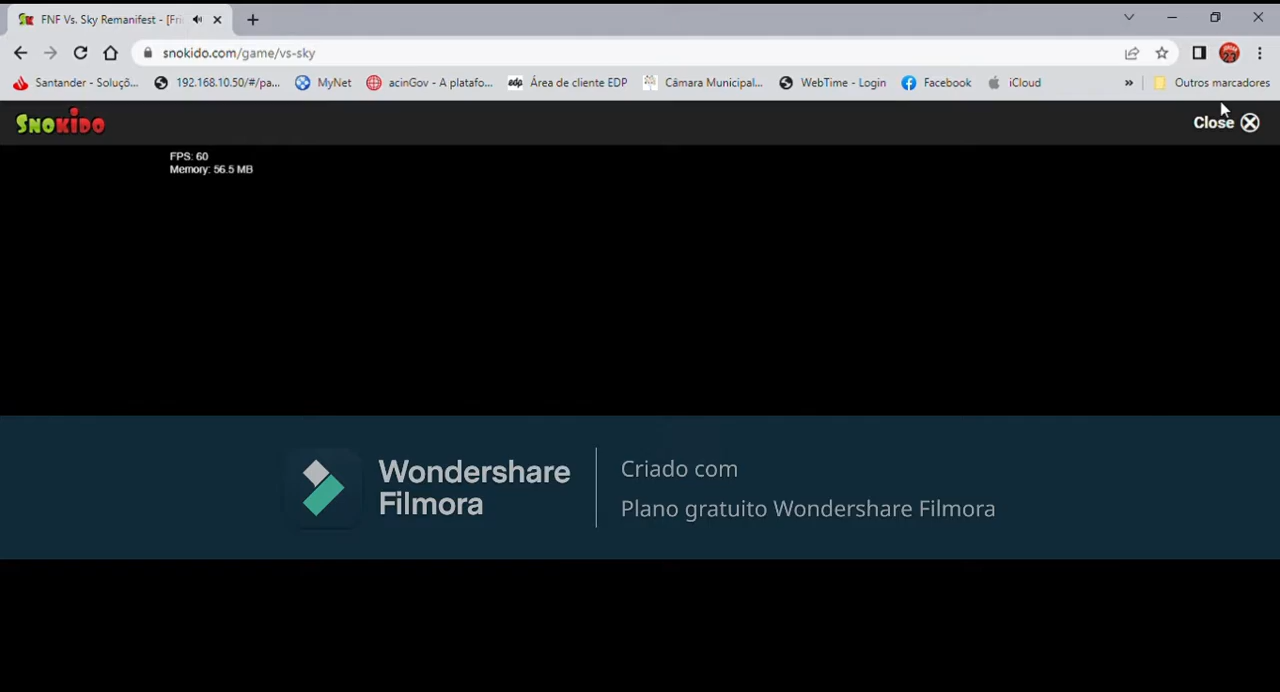 FNF Vs. Sky Remanifest - [Fri
snokido.com/game/vs-sky
Santander - Soluçõ...
192.168.10.50/#/pa...
MyNet
acinGov - A platafo...
edp
Área de cliente EDP
Câmara Municipal...
WebTime - Login
Facebook
iCloud
»
Outros marcadores
SNOKIDO
Close
FPS: 60
Memory: 56.5 MB
Wondershare
Filmora
Criado com
Plano gratuito Wondershare Filmora